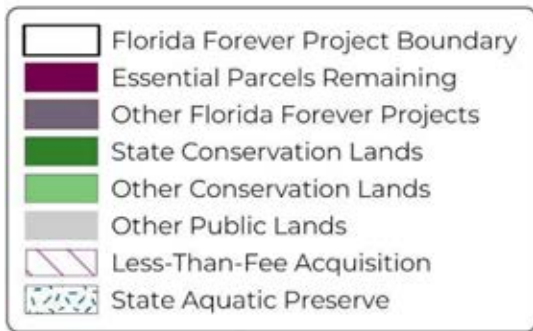 Florida Forever Project Boundary
Essential Parcels Remaining
Other Florida Forever Projects
State Conservation Lands
Other Conservation Lands
Other Public Lands
Less-Than-Fee Acquisition
State Aquatic Preserve